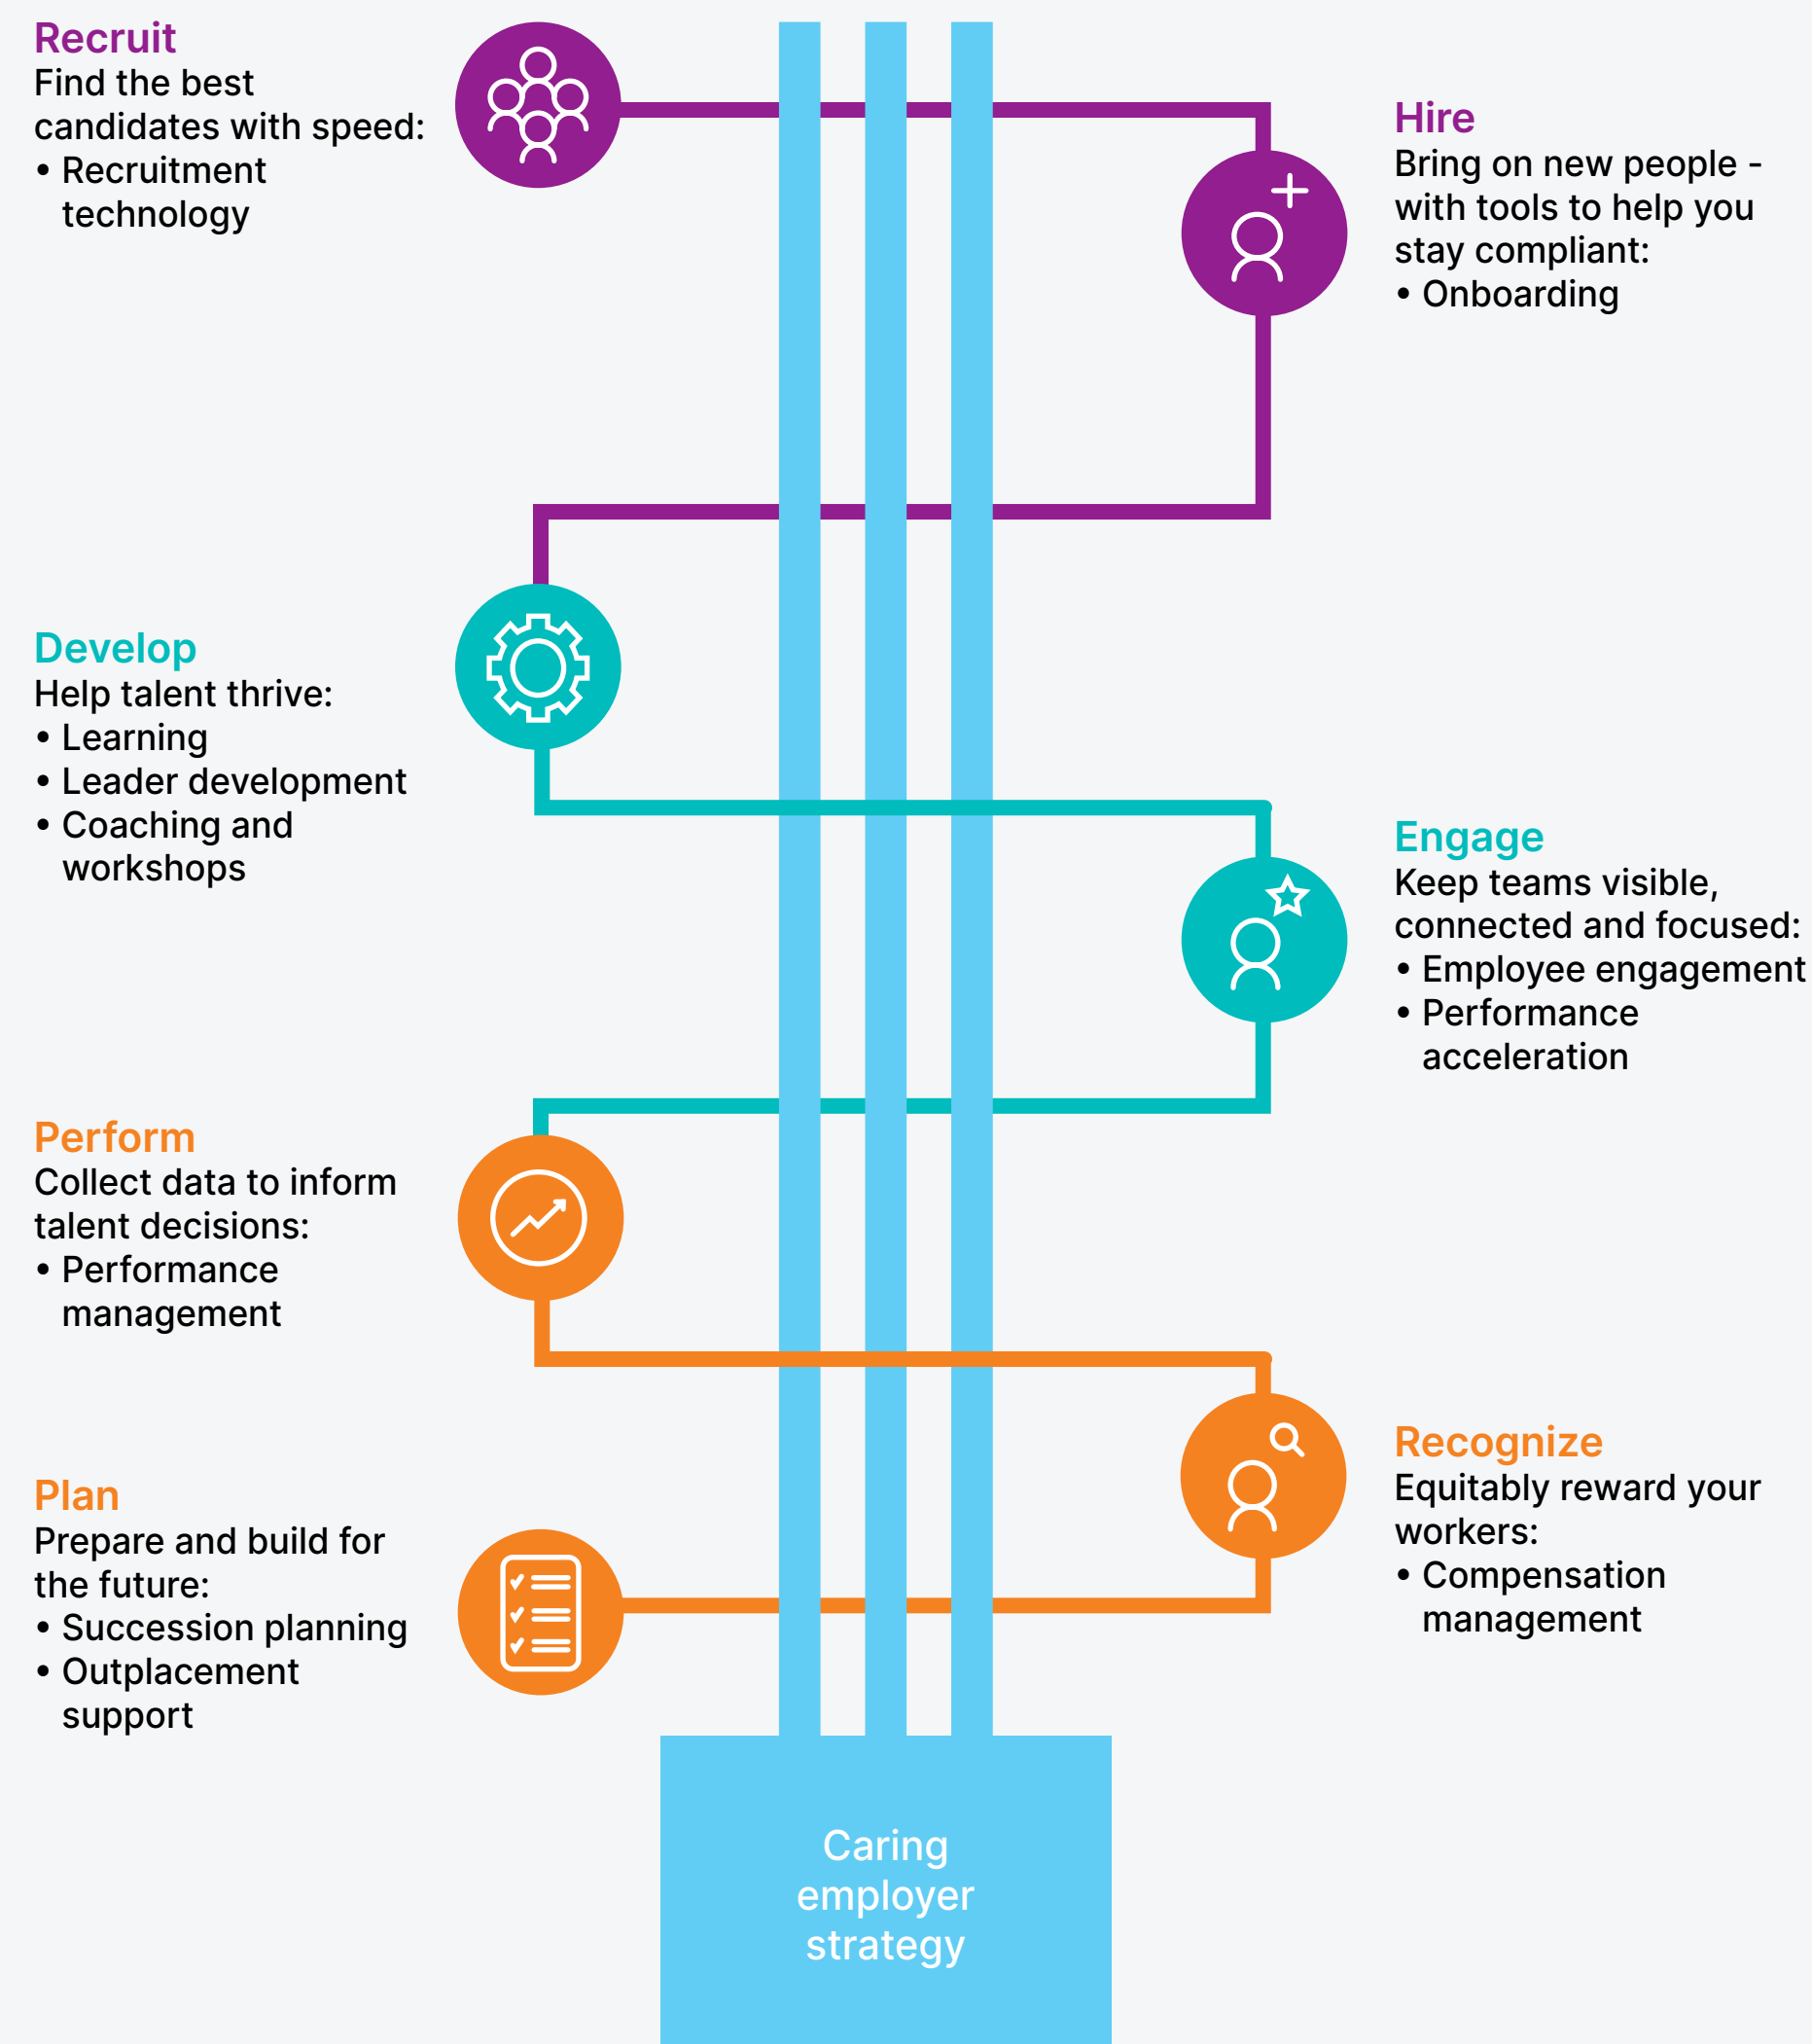 Recruit
Find the best
candidates with speed:
• Recruitment
technology
Hire
Bring on new people -
with tools to help you
stay compliant:
• Onboarding
Develop
Help talent thrive:
• Learning
• Leader development
• Coaching and
workshops
Engage
Keep teams visible,
connected and focused:
• Employee engagement
• Performance
acceleration
Perform
Collect data to inform
talent decisions:
• Performance
management
Recognize
Equitably reward your
workers:
• Compensation
management
Plan
Prepare and build for
the future:
• Succession planning
• Outplacement
support
Caring
employer
strategy